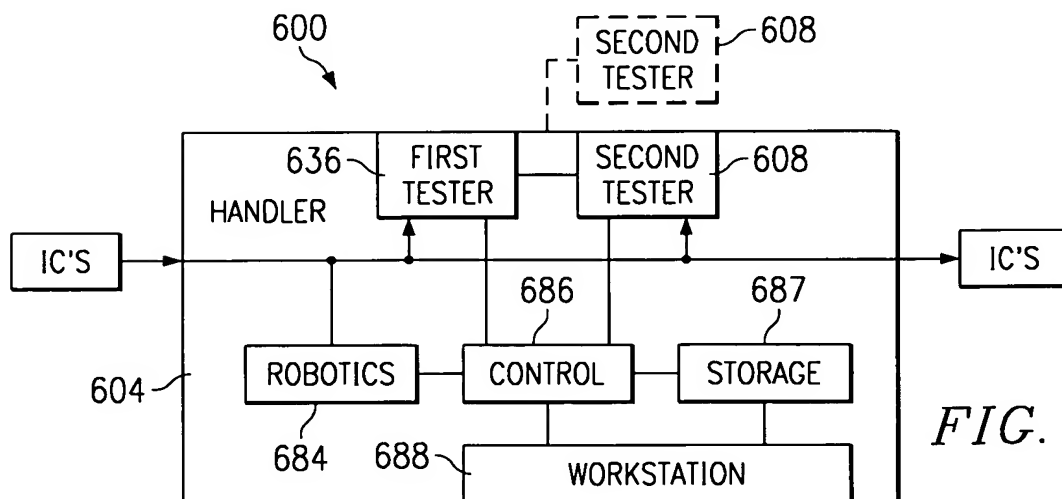 600
SECOND
TESTER
608
636
FIRST
TESTER
SECOND
TESTER
608
HANDLER
IC'S
IC'S
686
687
ROBOTICS
CONTROL
STORAGE
604
684
688
WORKSTATION
FIG.